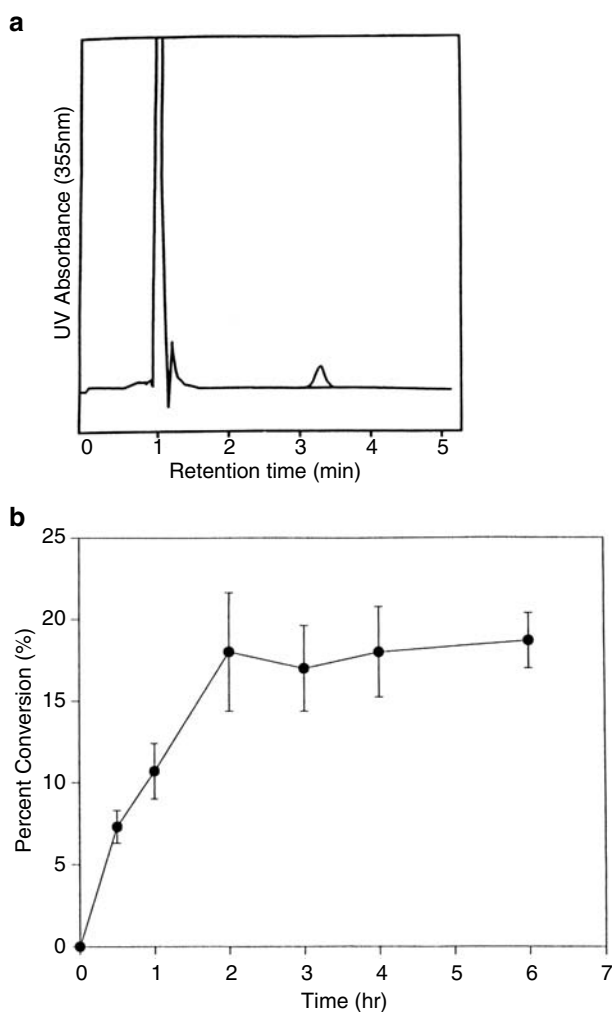 a
UV Absorbance (355nm)
0 1 2 3 4 5
Retention time (min)
b
Percent Conversion (%)
25
20
15
10
5
0
0 1 2 3 4 5 6 7
Time (hr)